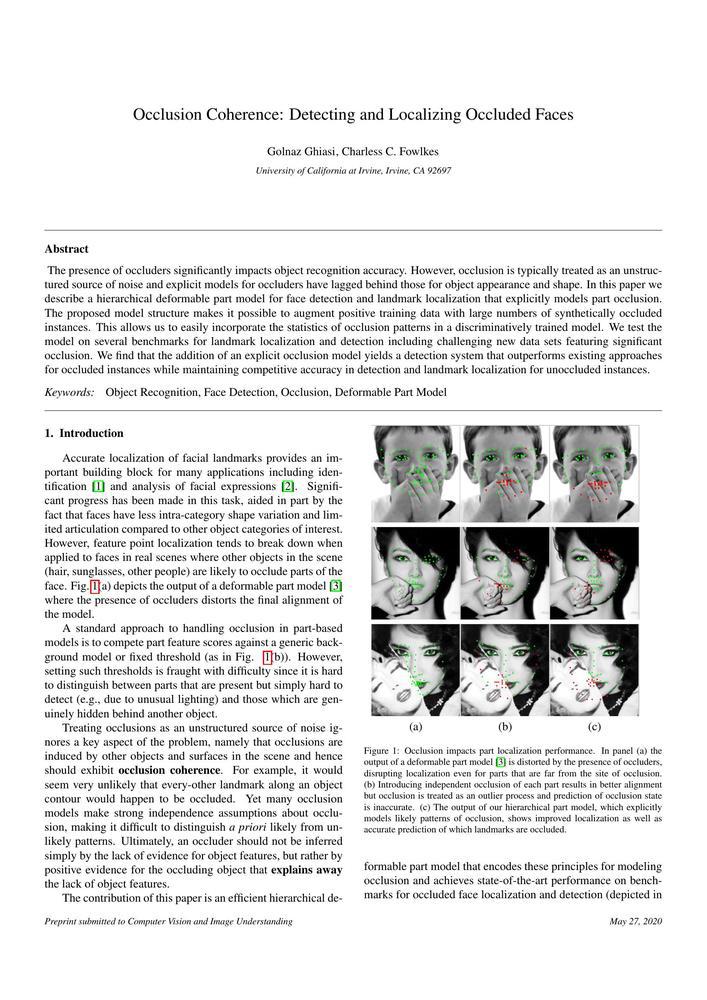 Occlusion Coherence: Detecting and Localizing Occluded Faces
Golnaz Ghiasi, Charless C. Fowlkes
University of California at Irvine, Irvine, CA 92697
Abstract
The presence of occluders significantly impacts object recognition accuracy. However, occlusion is typically treated as an unstruc-
tured source of noise and explicit models for occluders have lagged behind those for object appearance and shape. In this paper we
describe a hierarchical deformable part model for face detection and landmark localization that explicitly models part occlusion.
The proposed model structure makes it possible to augment positive training data with large numbers of synthetically occluded
instances. This allows us to easily incorporate the statistics of occlusion patterns in a discriminatively trained model. We test the
model on several benchmarks for landmark localization and detection including challenging new data sets featuring significant
occlusion. We find that the addition of an explicit occlusion model yields a detection system that outperforms existing approaches
for occluded instances while maintaining competitive accuracy in detection and landmark localization for unoccluded instances.
Keywords: Object Recognition, Face Detection, Occlusion, Deformable Part Model
1. Introduction
Accurate localization of facial landmarks provides an im-
portant building block for many applications including iden-
tification [1] and analysis of facial expressions [2]. Signifi-
cant progress has been made in this task, aided in part by the
fact that faces have less intra-category shape variation and lim-
ited articulation compared to other object categories of interest.
However, feature point localization tends to break down when
applied to faces in real scenes where other objects in the scene
(hair, sunglasses, other people) are likely to occlude parts of the
face. Fig. 1(a) depicts the output of a deformable part model [3]
where the presence of occluders distorts the final alignment of
the model.
A standard approach to handling occlusion in part-based
models is to compete part feature scores against a generic back-
ground model or fixed threshold (as in Fig. 1(b)). However,
setting such thresholds is fraught with difficulty since it is hard
to distinguish between parts that are present but simply hard to
detect (e.g., due to unusual lighting) and those which are gen-
uinely hidden behind another object.
Treating occlusions as an unstructured source of noise ig-
nores a key aspect of the problem, namely that occlusions are
induced by other objects and surfaces in the scene and hence
should exhibit occlusion coherence. For example, it would
seem very unlikely that every-other landmark along an object
contour would happen to be occluded. Yet many occlusion
models make strong independence assumptions about occlu-
sion, making it difficult to distinguish a priori likely from un-
likely patterns. Ultimately, an occluder should not be inferred
simply by the lack of evidence for object features, but rather by
positive evidence for the occluding object that explains away
the lack of object features.
The contribution of this paper is an efficient hierarchical de-
(a) (b) (c)
Figure 1: Occlusion impacts part localization performance. In panel (a) the
output of a deformable part model [3] is distorted by the presence of occluders,
disrupting localization even for parts that are far from the site of occlusion.
(b) Introducing independent occlusion of each part results in better alignment
but occlusion is treated as an outlier process and prediction of occlusion state
is inaccurate. (c) The output of our hierarchical part model, which explicitly
models likely patterns of occlusion, shows improved localization as well as
accurate prediction of which landmarks are occluded.
formable part model that encodes these principles for modeling
occlusion and achieves state-of-the-art performance on bench-
marks for occluded face localization and detection (depicted in
Preprint submitted to Computer Vision and Image Understanding
May 27, 2020